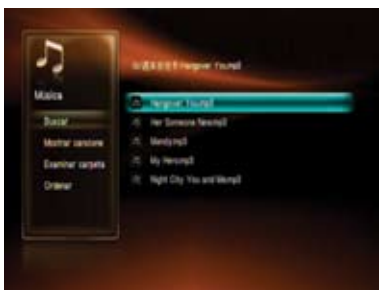 Música
Buscar
Mostrar canciones
Examinar carpeta
Ordenar
Hangover You.mp3
Her Someone New.mp3
Mandy.mp3
My Hero.mp3
Night City You and Me.mp3